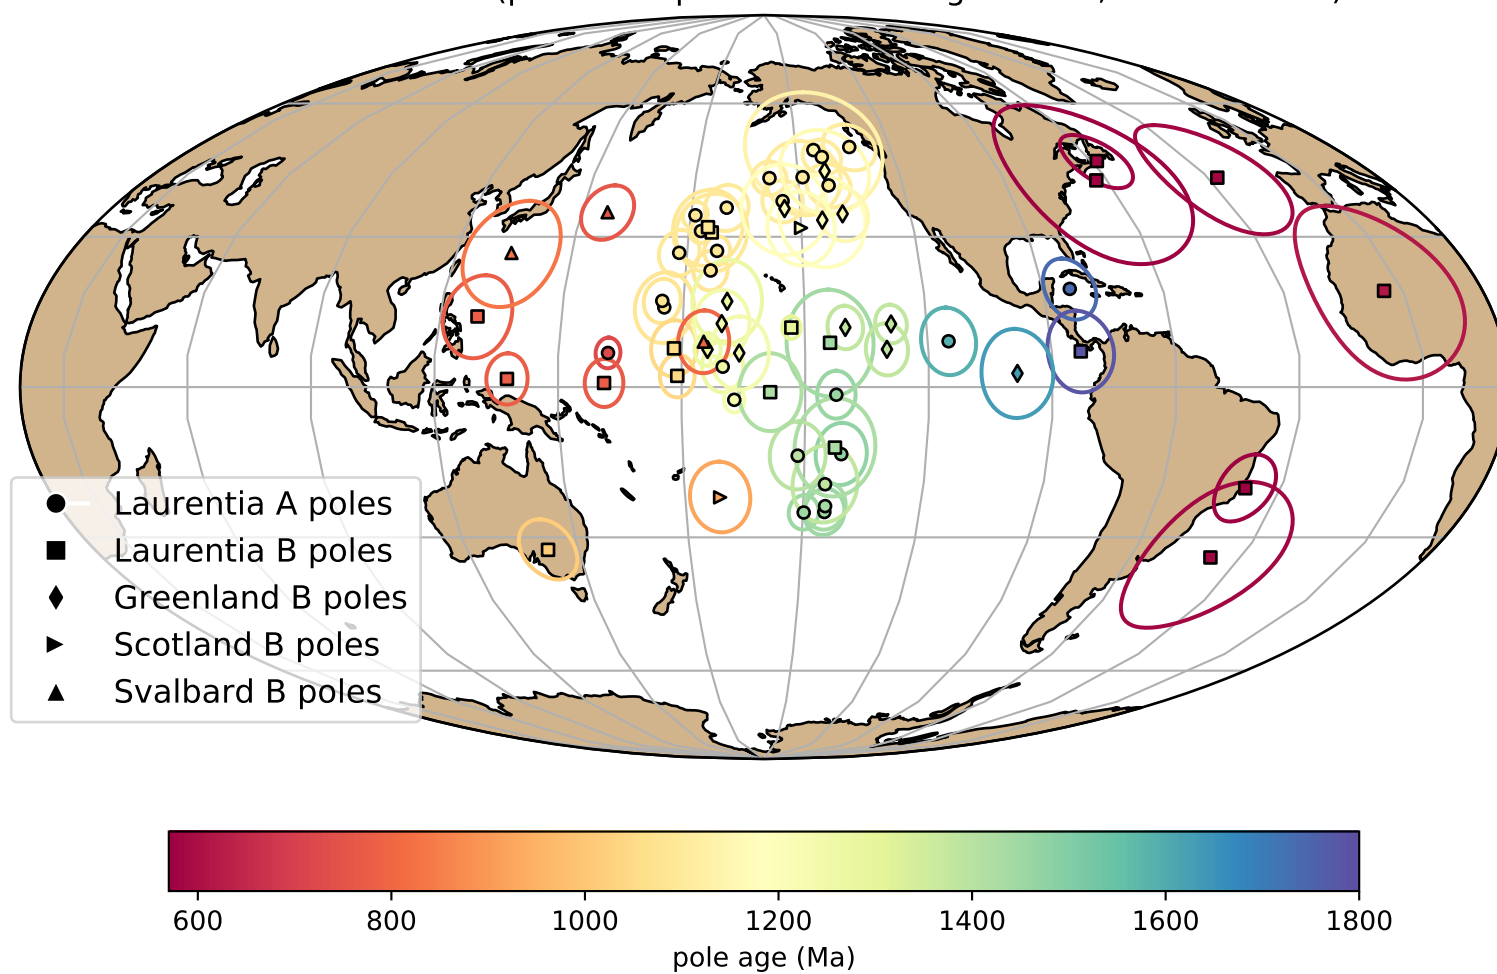 Laurentia A poles
Laurentia B poles
Greenland B poles
Scotland B poles
Svalbard B poles
600 800 1000 1200 1400 1600 1800
pole age (Ma)